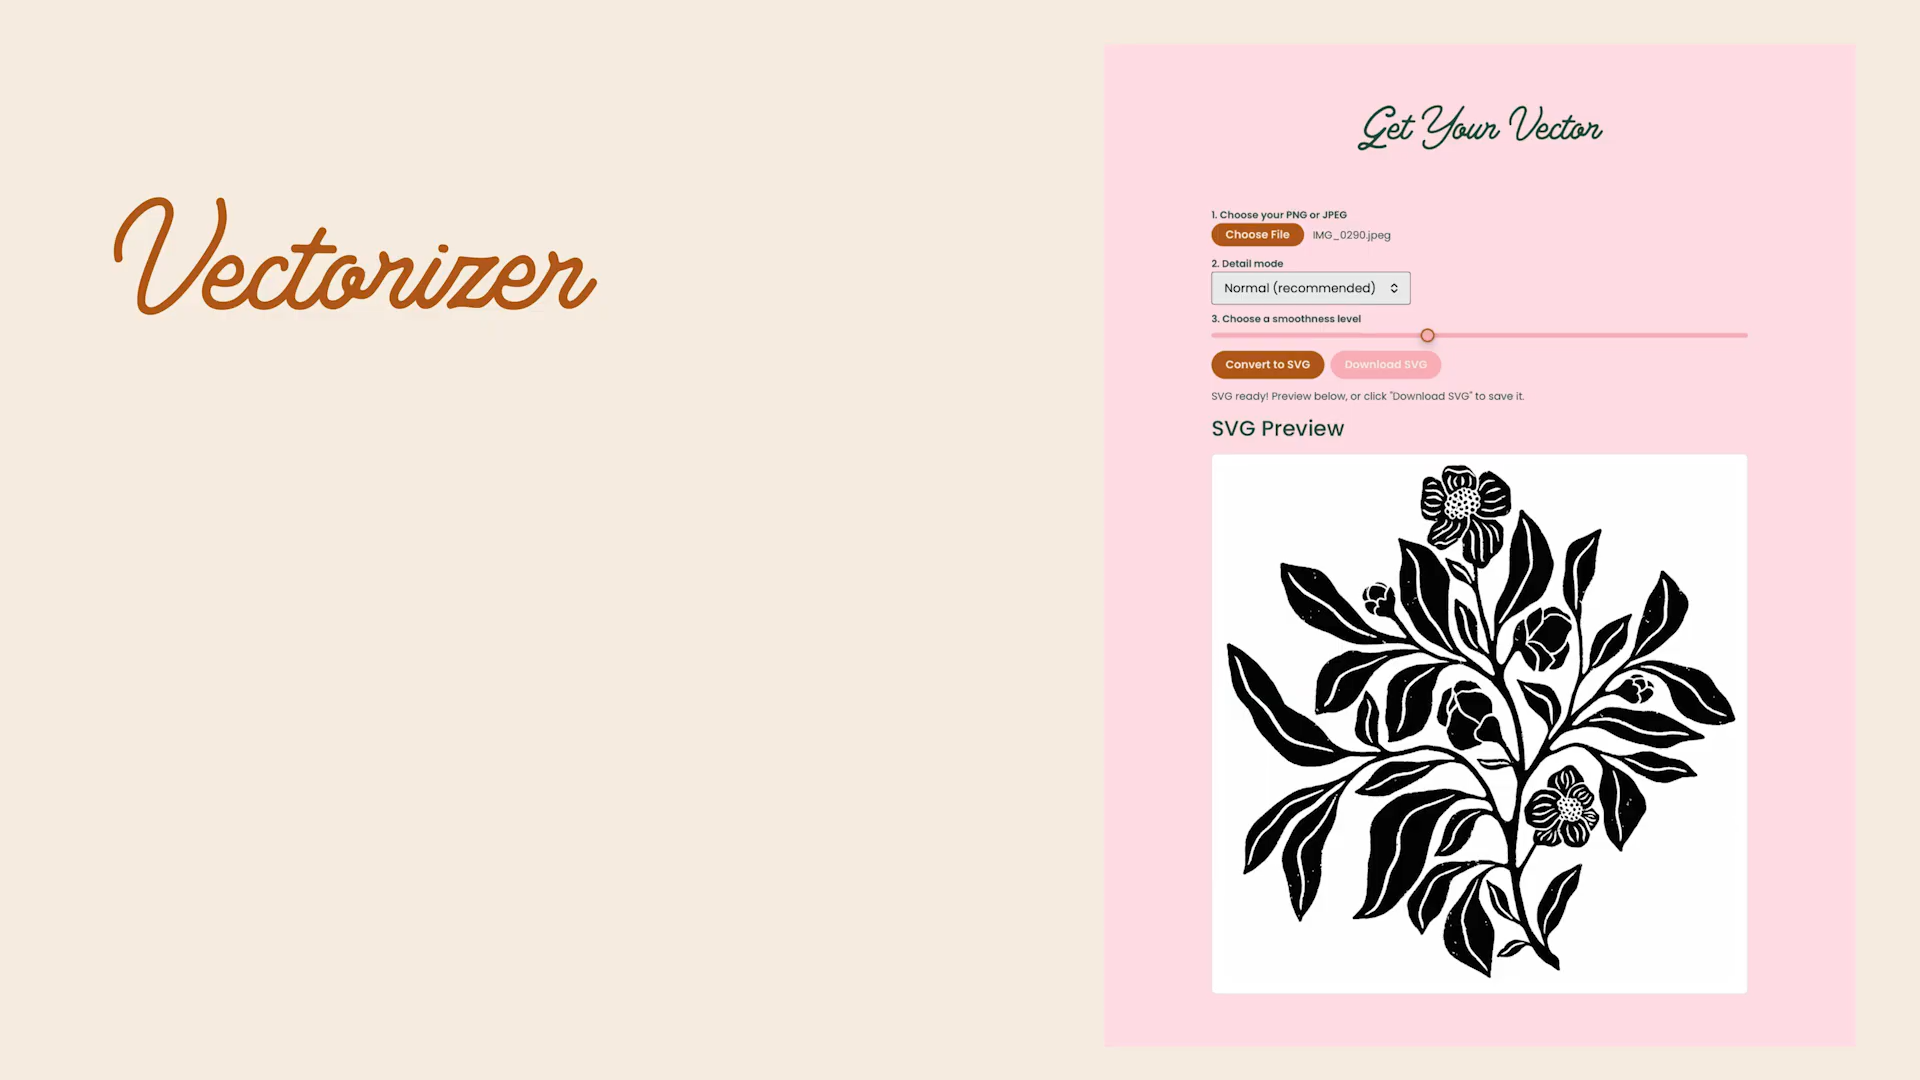 Vectorizer
Get Your Vector
1. Choose your PNG or JPEG
Choose File IMG_0290.jpeg
2. Detail mode
Normal (recommended)
3. Choose a smoothness level
Convert to SVG Download SVG
SVG ready! Preview below, or click "Download SVG" to save it.
SVG Preview